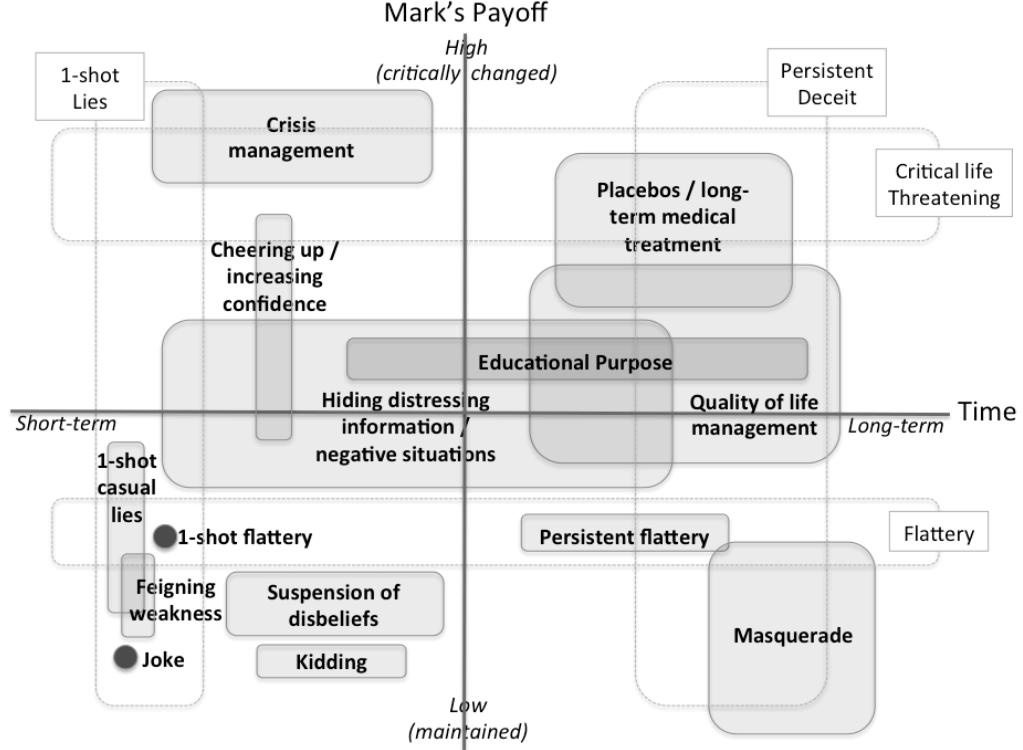 Mark's Payoff
High
(critically changed)
1-shot
Lies
Persistent
Deceit
Crisis
management
Critical life
Threatening
Placebos / long-
term medical
treatment
Cheering up /
increasing
confidence
Educational Purpose
Hiding distressing
information /
negative situations
Quality of life
management
Time
Short-term
Long-term
1-shot
casual
lies
1-shot flattery
Persistent flattery
Flattery
Feigning
weakness
Suspension of
disbeliefs
Masquerade
Joke
Kidding
Low
(maintained)